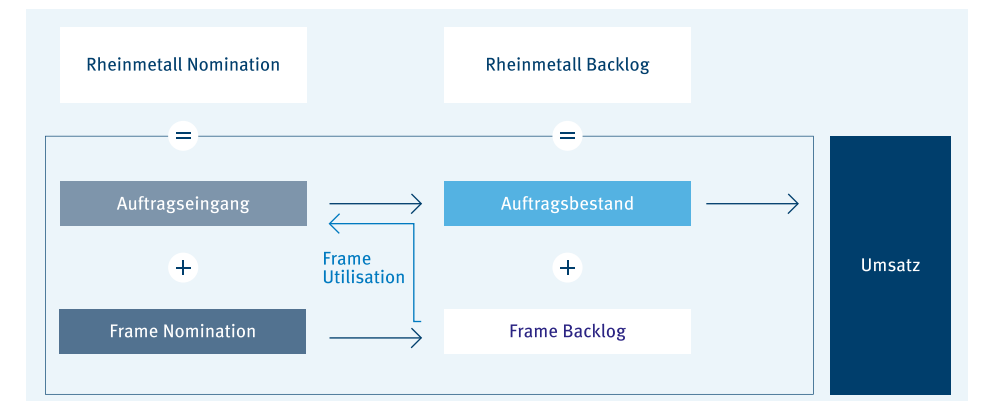 Rheinmetall Nomination
Rheinmetall Backlog
=
=
Auftragseingang
Auftragsbestand
+
Frame
Utilisation
+
Umsatz
Frame Nomination
Frame Backlog